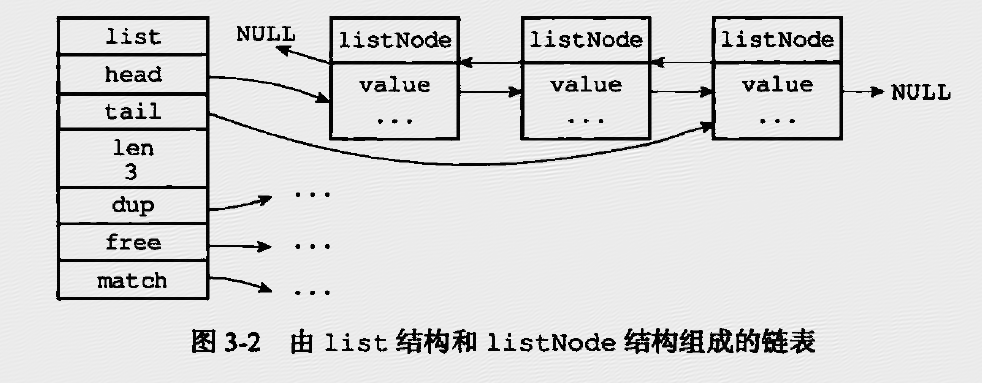 list
head
tail
len
3
dup
free
match
NULL
listNode
value
...
listNode
value
...
listNode
value
...
NULL
...
...
...
图 3-2 由 list 结构和 listNode 结构组成的链表